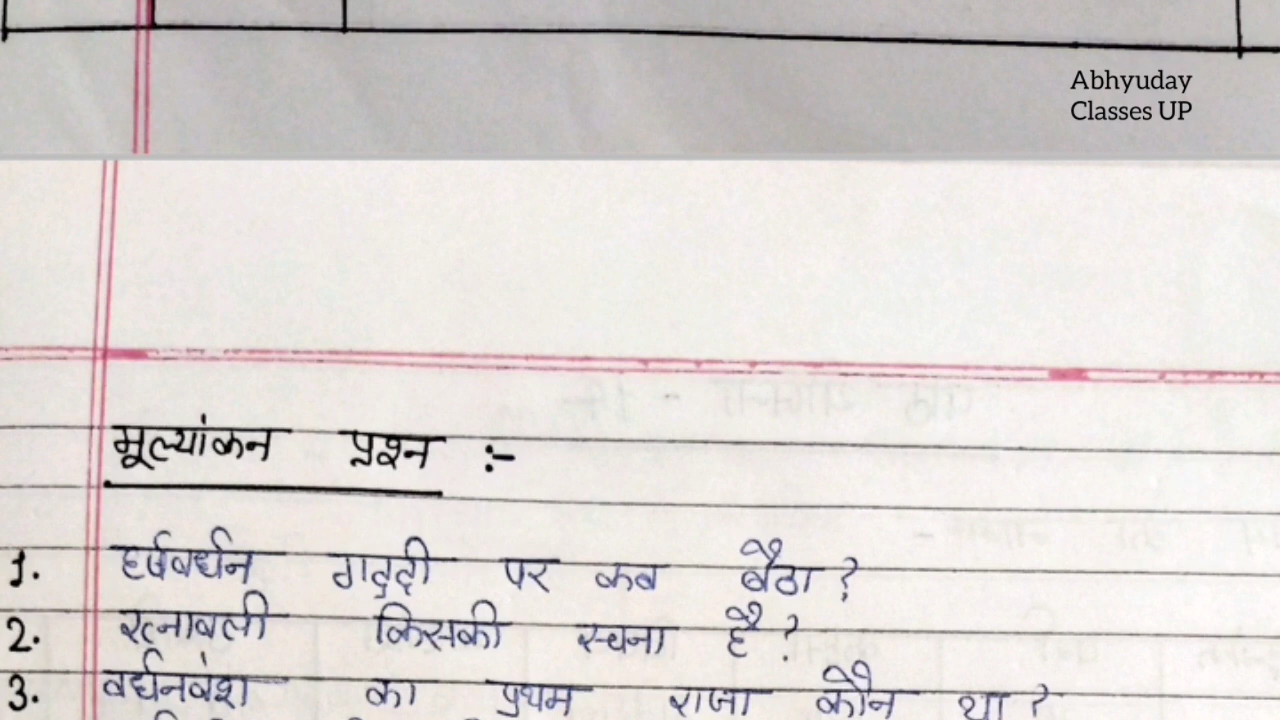 Abhyuday
Classes UP
मूल्यांकन प्रश्न :-
1. हर्षवर्धन गद्दी पर कब बैठा ?
2. रत्नावली किसकी रचना है ?
3. वर्धनवंश का प्रथम राजा कौन था ?